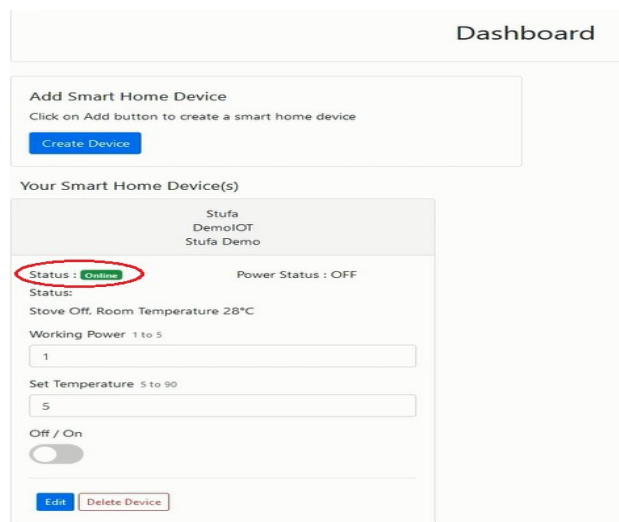 Dashboard
Add Smart Home Device
Click on Add button to create a smart home device
Create Device
Your Smart Home Device(s)
Stufa
DemoIOT
Stufa Demo
Status : Online Power Status : OFF
Status:
Stove Off, Room Temperature 28°C
Working Power 1 to 5
1
Set Temperature 5 to 90
5
Off / On
Edit Delete Device